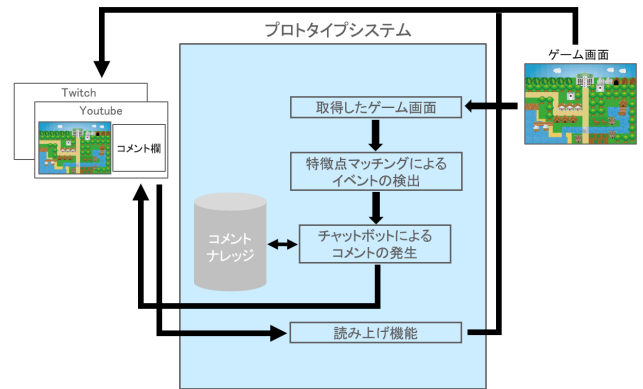 プロトタイプシステム
ゲーム画面
Twitch
Youtube
コメント欄
取得したゲーム画面
特徴点マッチングによる
イベントの検出
コメント
ナレッジ
チャットボットによる
コメントの発生
読み上げ機能